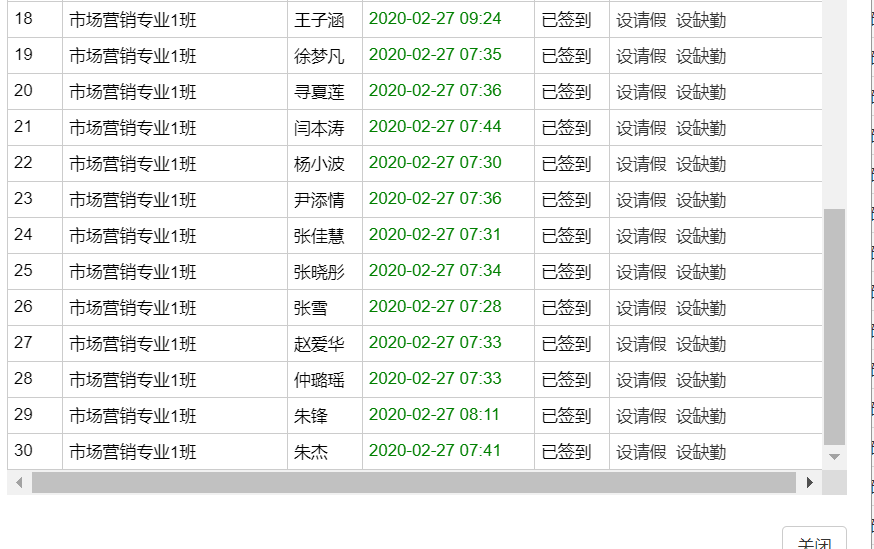 18 市场营销专业1班 王子涵 2020-02-27 09:24 已签到 设请假 设缺勤
19 市场营销专业1班 徐梦凡 2020-02-27 07:35 已签到 设请假 设缺勤
20 市场营销专业1班 寻夏莲 2020-02-27 07:36 已签到 设请假 设缺勤
21 市场营销专业1班 闫本涛 2020-02-27 07:44 已签到 设请假 设缺勤
22 市场营销专业1班 杨小波 2020-02-27 07:30 已签到 设请假 设缺勤
23 市场营销专业1班 尹添情 2020-02-27 07:36 已签到 设请假 设缺勤
24 市场营销专业1班 张佳慧 2020-02-27 07:31 已签到 设请假 设缺勤
25 市场营销专业1班 张晓彤 2020-02-27 07:34 已签到 设请假 设缺勤
26 市场营销专业1班 张雪 2020-02-27 07:28 已签到 设请假 设缺勤
27 市场营销专业1班 赵爱华 2020-02-27 07:33 已签到 设请假 设缺勤
28 市场营销专业1班 仲璐瑶 2020-02-27 07:33 已签到 设请假 设缺勤
29 市场营销专业1班 朱锋 2020-02-27 08:11 已签到 设请假 设缺勤
30 市场营销专业1班 朱杰 2020-02-27 07:41 已签到 设请假 设缺勤
关闭